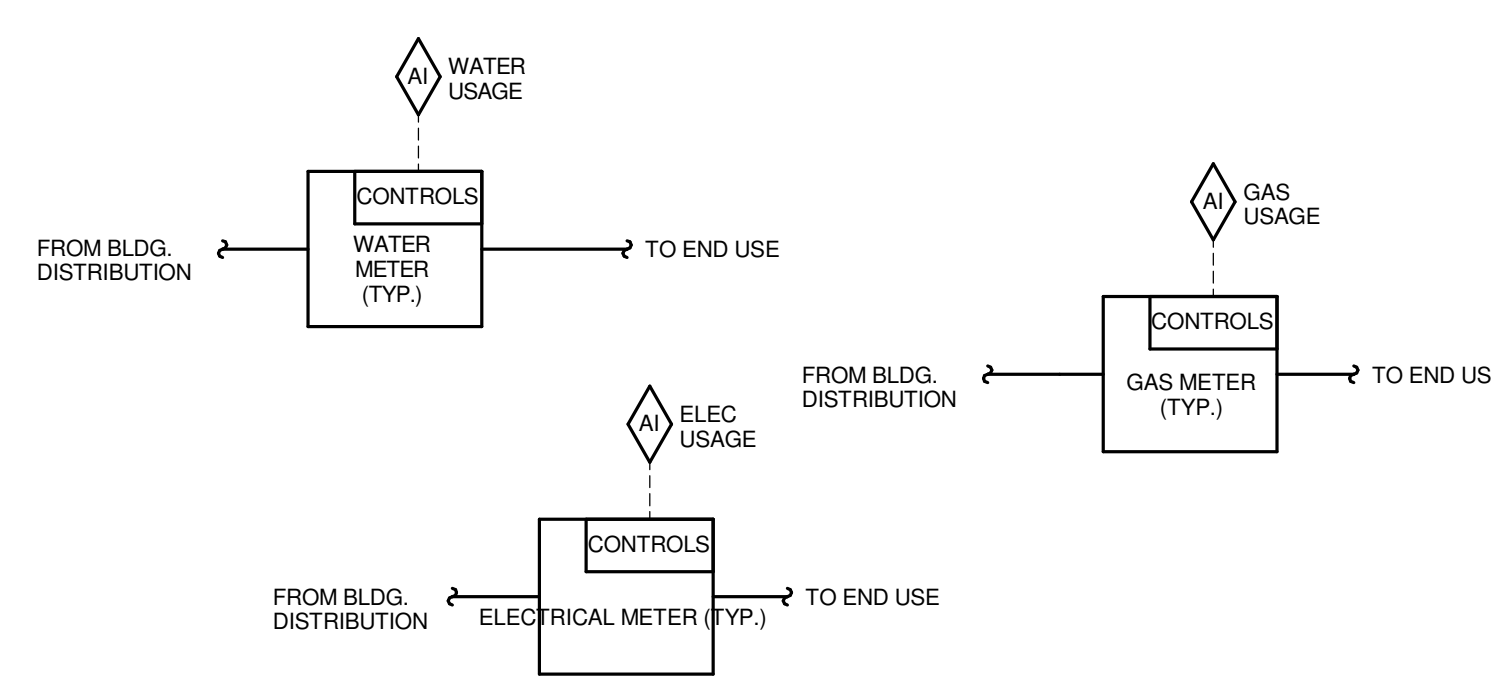 AI
WATER
USAGE
CONTROLS
FROM BLDG.
DISTRIBUTION
WATER
METER
(TYP.)
TO END USE
AI
GAS
USAGE
CONTROLS
FROM BLDG.
DISTRIBUTION
GAS METER
(TYP.)
TO END US
AI
ELEC
USAGE
CONTROLS
FROM BLDG.
DISTRIBUTION
ELECTRICAL METER (TYP.)
TO END USE